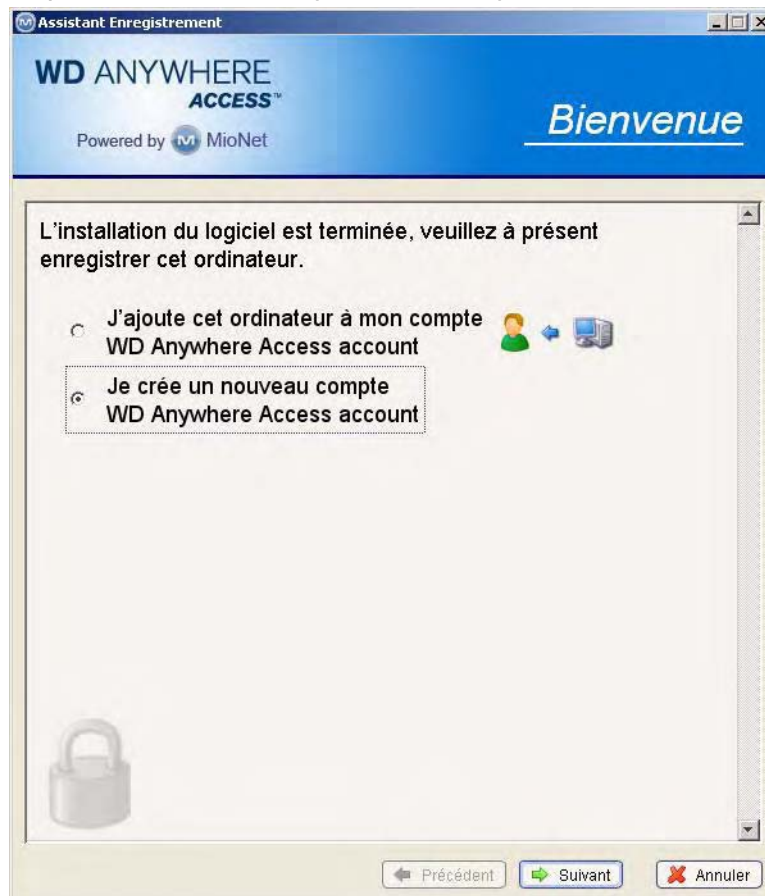 Assistant Enregistrement
WD ANYWHERE
ACCESS™
Powered by MioNet
Bienvenue
L'installation du logiciel est terminée, veuillez à présent
enregistrer cet ordinateur.
J'ajoute cet ordinateur à mon compte
WD Anywhere Access account
Je crée un nouveau compte
WD Anywhere Access account
Précédent
Suivant
Annuler